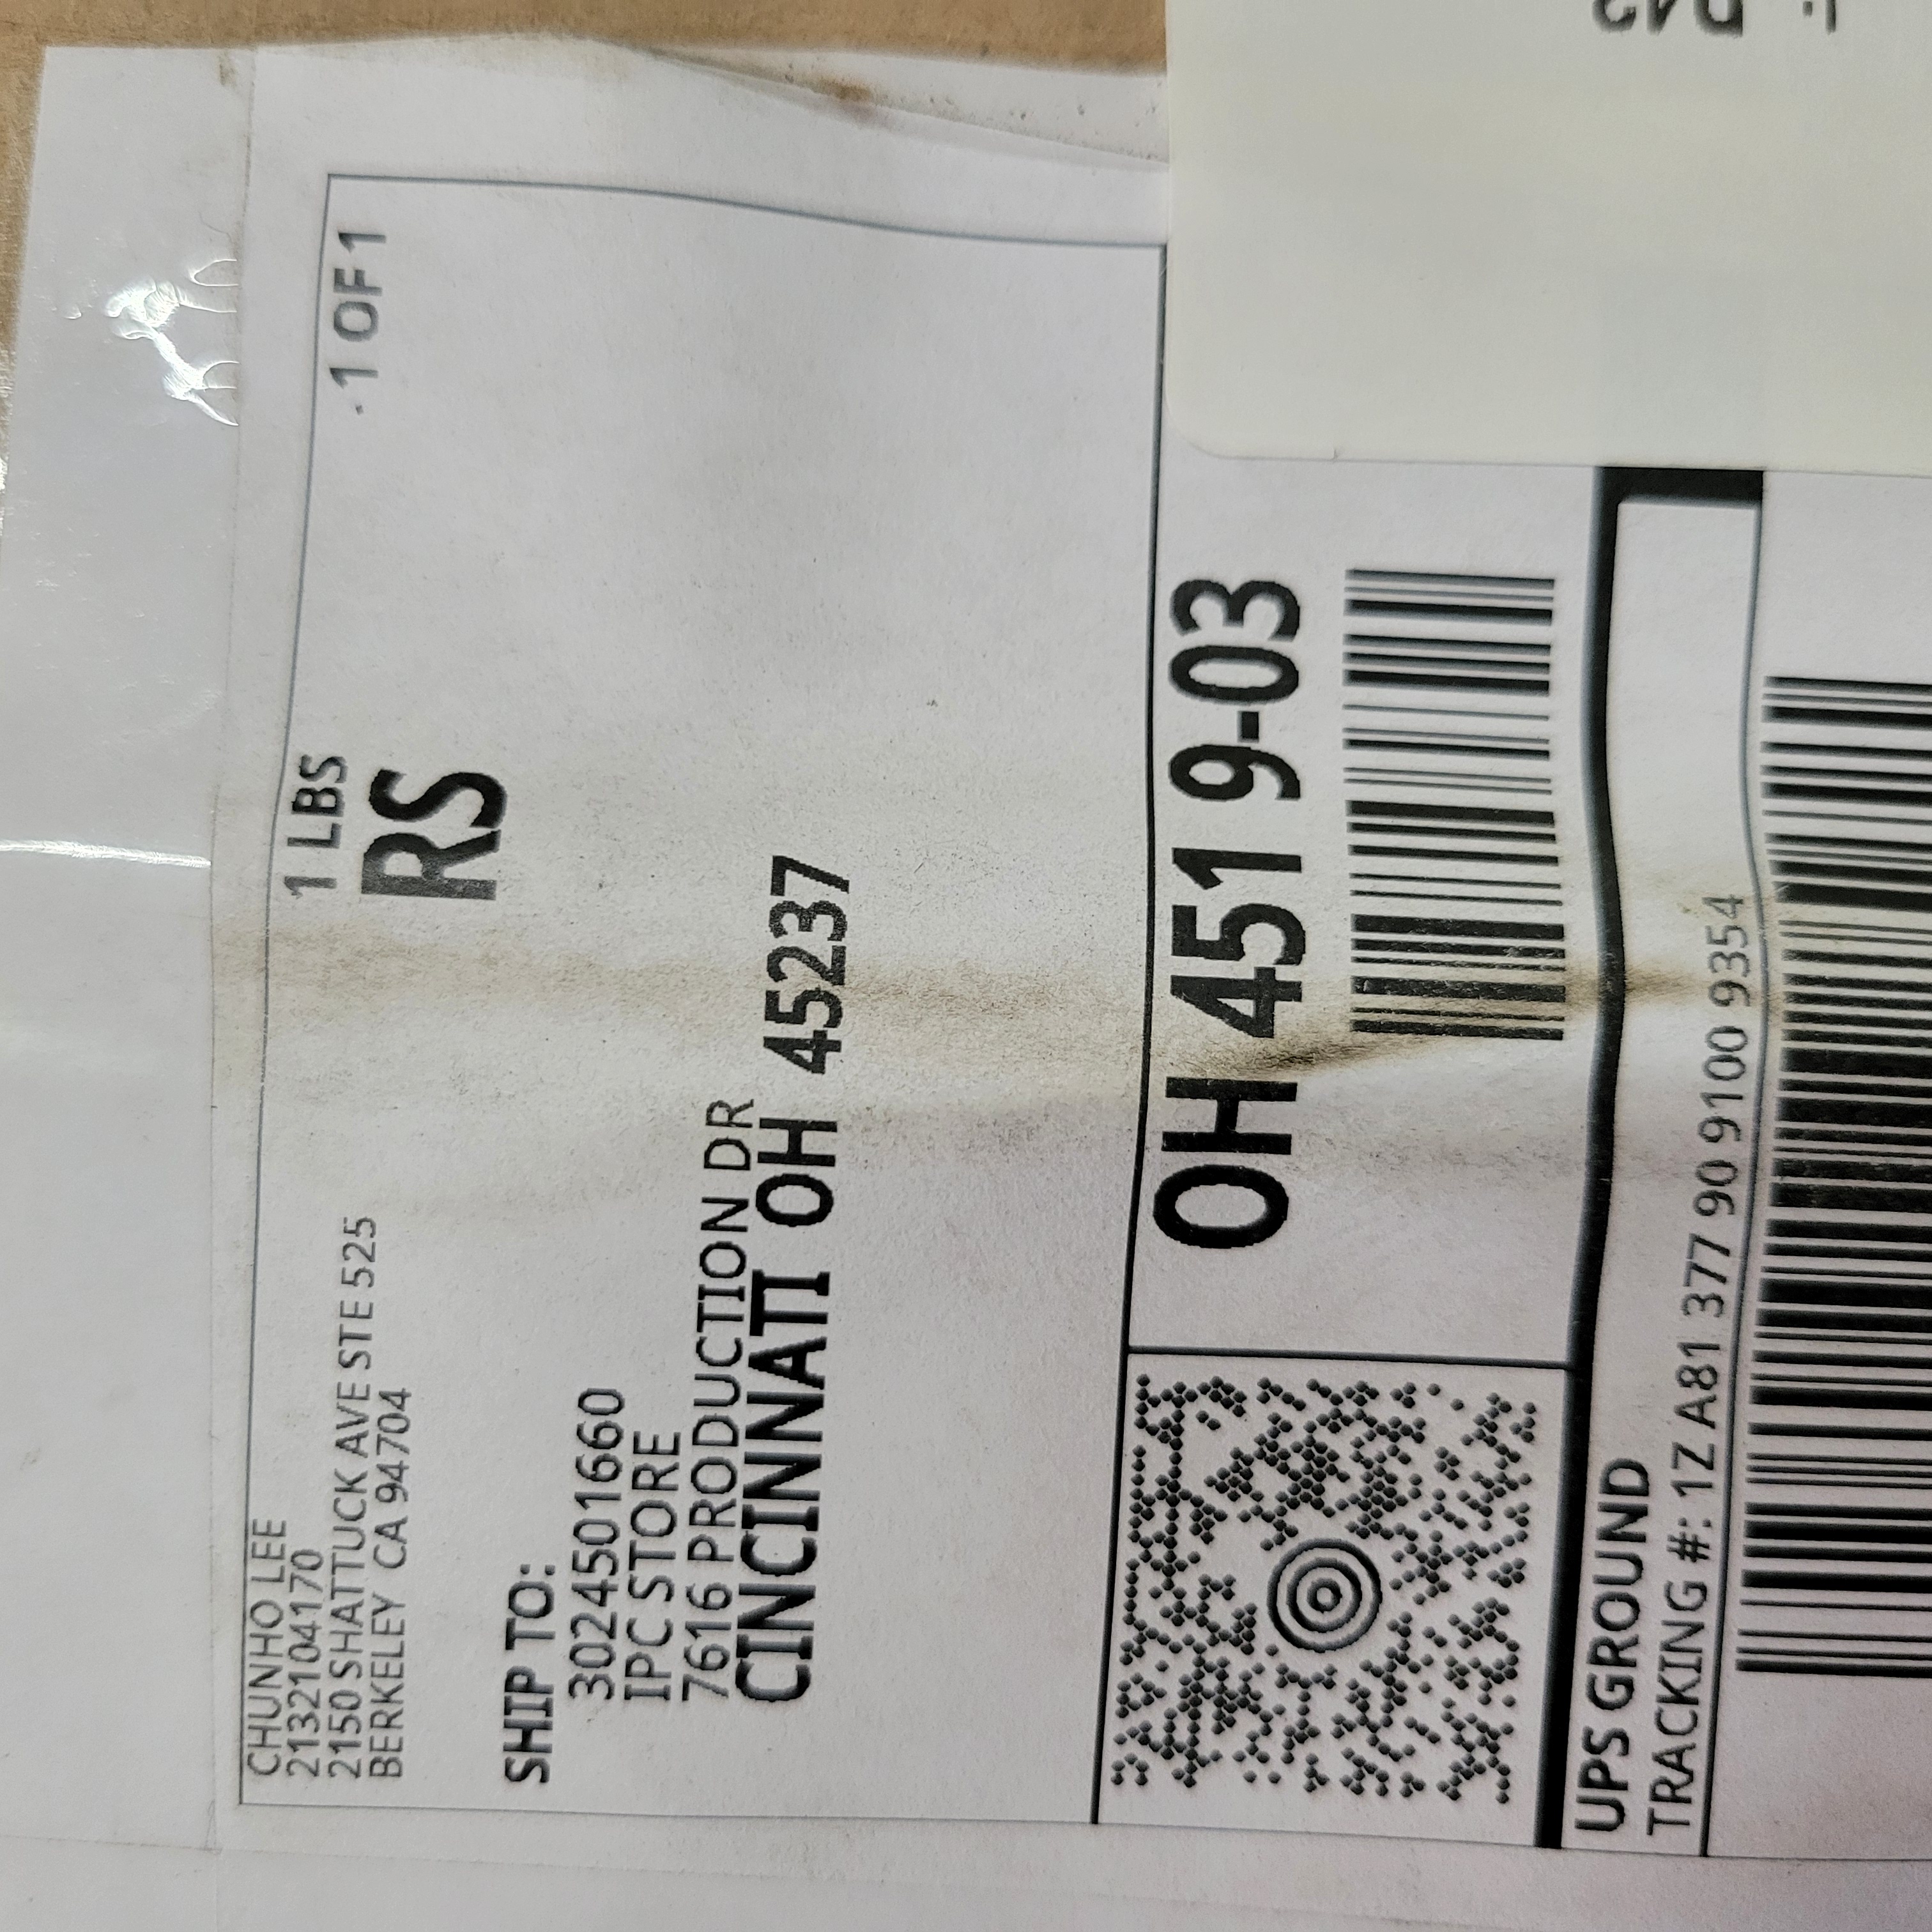 CHUNHO LEE
2132104170
2150 SHATTUCK AVE STE 525
BERKELEY CA 94704
1 LBS
1 OF 1
RS
SHIP TO:
3024501660
IPC STORE
7616 PRODUCTION DR
CINCINNATI OH 45237
OH 451 9-03
UPS GROUND
TRACKING #: 1Z A81 377 90 9100 9354